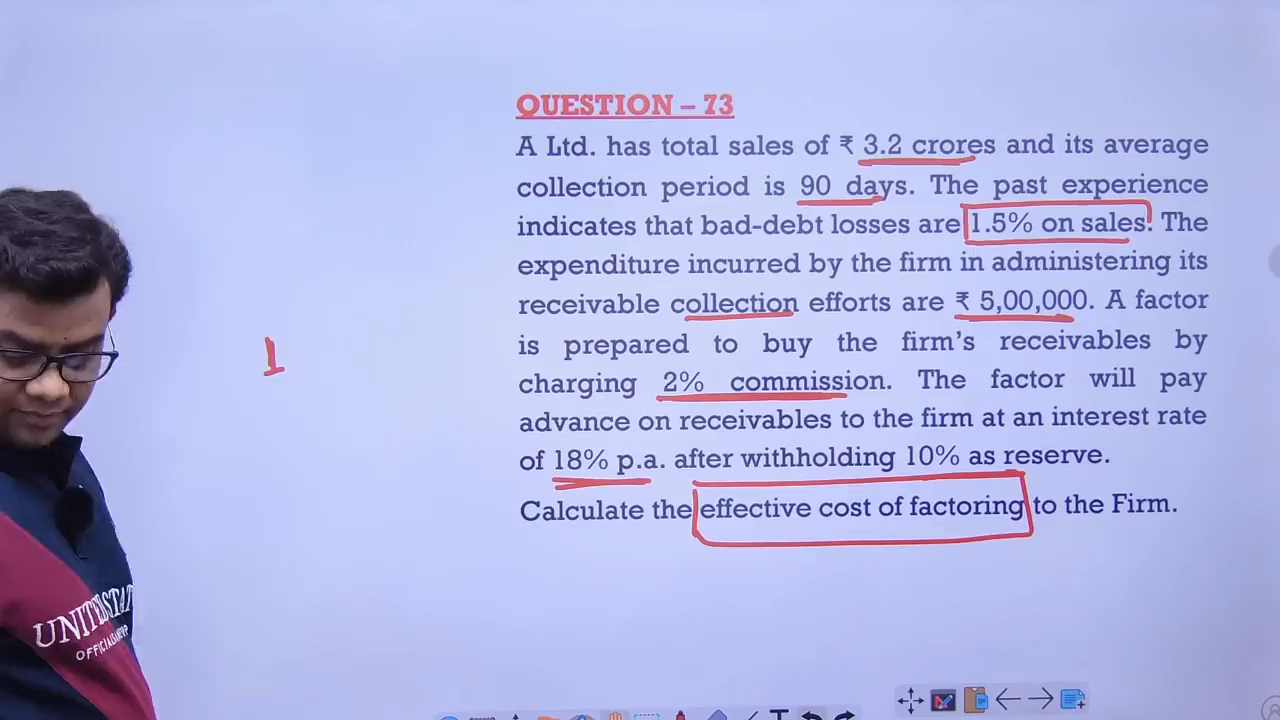 QUESTION – 73
A Ltd. has total sales of ₹ 3.2 crores and its average
collection period is 90 days. The past experience
indicates that bad-debt losses are 1.5% on sales. The
expenditure incurred by the firm in administering its
receivable collection efforts are ₹ 5,00,000. A factor
is prepared to buy the firm's receivables by
charging 2% commission. The factor will pay
advance on receivables to the firm at an interest rate
of 18% p.a. after withholding 10% as reserve.
Calculate the effective cost of factoring to the Firm.
1
UNITED STAT